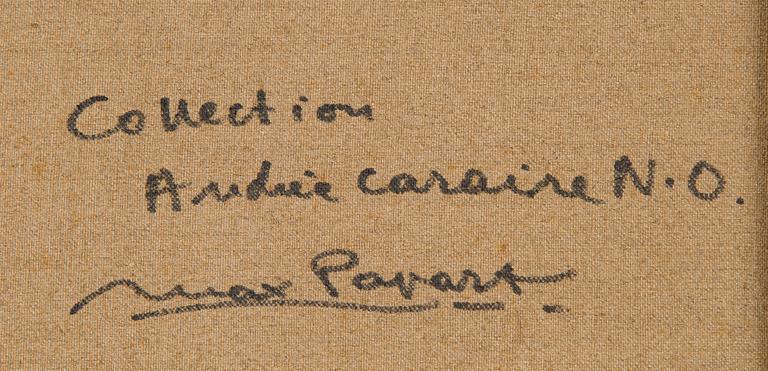 Collection
Andrée Caraire N.O.
Max Papart